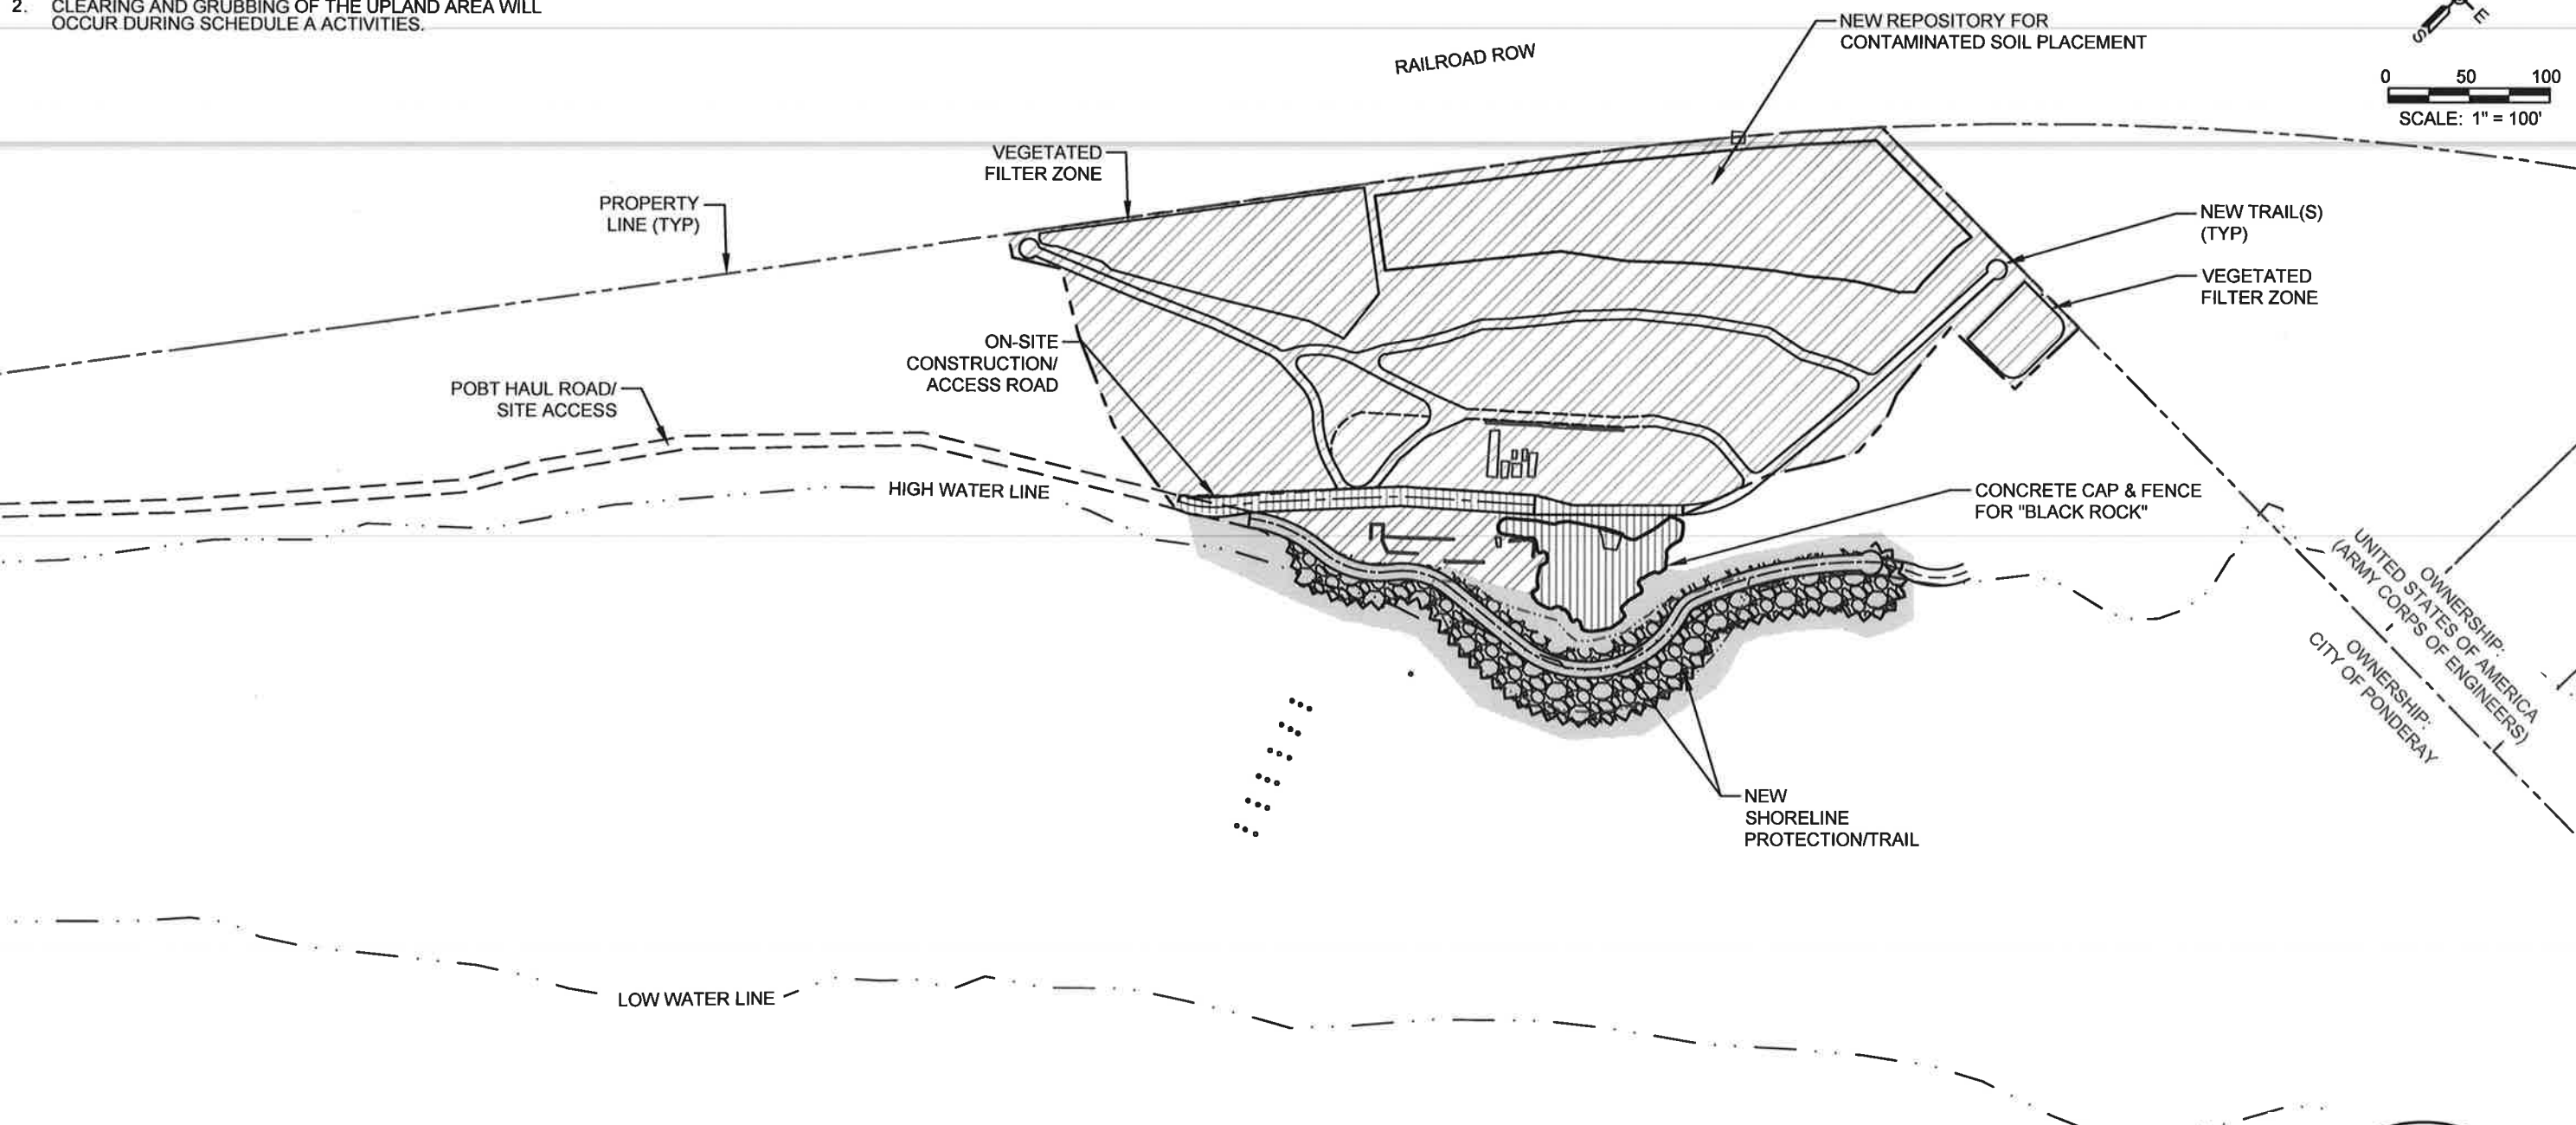 2. CLEARING AND GRUBBING OF THE UPLAND AREA WILL
OCCUR DURING SCHEDULE A ACTIVITIES.
RAILROAD ROW
NEW REPOSITORY FOR
CONTAMINATED SOIL PLACEMENT
S
E
0 50 100
SCALE: 1" = 100'
VEGETATED
FILTER ZONE
PROPERTY
LINE (TYP)
NEW TRAIL(S)
(TYP)
VEGETATED
FILTER ZONE
ON-SITE
CONSTRUCTION/
ACCESS ROAD
POBT HAUL ROAD/
SITE ACCESS
HIGH WATER LINE
CONCRETE CAP & FENCE
FOR "BLACK ROCK"
OWNERSHIP:
UNITED STATES OF AMERICA
(ARMY CORPS OF ENGINEERS)
OWNERSHIP:
CITY OF PONDERAY
NEW
SHORELINE
PROTECTION/TRAIL
LOW WATER LINE